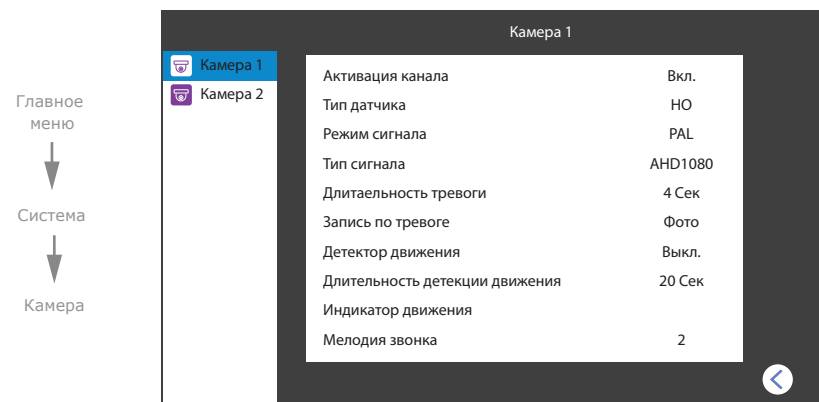 Главное
меню
Система
Камера
Камера 1
Камера 1
Камера 2
Активация канала Вкл.
Тип датчика НО
Режим сигнала PAL
Тип сигнала AHD1080
Длитаельность тревоги 4 Сек
Запись по тревоге Фото
Детектор движения Выкл.
Длительность детекции движения 20 Сек
Индикатор движения
Мелодия звонка 2